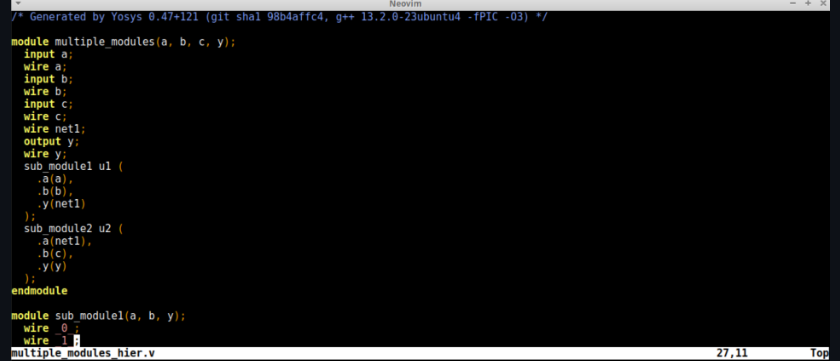 Neovim
/* Generated by Yosys 0.47+121 (git sha1 98b4affc4, g++ 13.2.0-23ubuntu4 -fPIC -O3) */
module multiple_modules(a, b, c, y);
  input a;
  wire a;
  input b;
  wire b;
  input c;
  wire c;
  wire net1;
  output y;
  wire y;
  sub_module1 u1 (
    .a(a),
    .b(b),
    .y(net1)
  );
  sub_module2 u2 (
    .a(net1),
    .b(c),
    .y(y)
  );
endmodule
module sub_module1(a, b, y);
  wire _0_;
  wire _1_;
multiple_modules_hier.v 27,11 Top